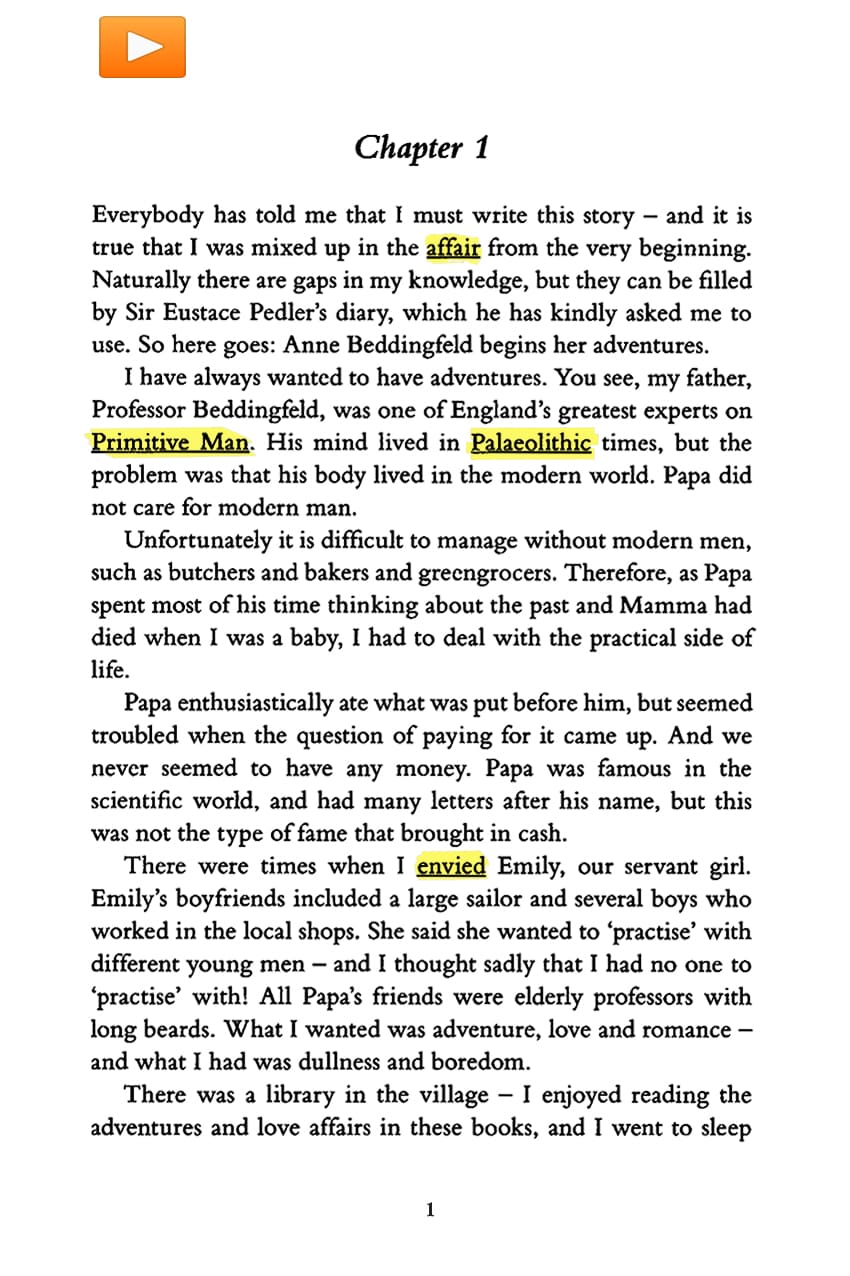 Chapter 1
Everybody has told me that I must write this story – and it is
true that I was mixed up in the affair from the very beginning.
Naturally there are gaps in my knowledge, but they can be filled
by Sir Eustace Pedler's diary, which he has kindly asked me to
use. So here goes: Anne Beddingfeld begins her adventures.
I have always wanted to have adventures. You see, my father,
Professor Beddingfeld, was one of England's greatest experts on
Primitive Man. His mind lived in Palaeolithic times, but the
problem was that his body lived in the modern world. Papa did
not care for modern man.
Unfortunately it is difficult to manage without modern men,
such as butchers and bakers and greengrocers. Therefore, as Papa
spent most of his time thinking about the past and Mamma had
died when I was a baby, I had to deal with the practical side of
life.
Papa enthusiastically ate what was put before him, but seemed
troubled when the question of paying for it came up. And we
never seemed to have any money. Papa was famous in the
scientific world, and had many letters after his name, but this
was not the type of fame that brought in cash.
There were times when I envied Emily, our servant girl.
Emily's boyfriends included a large sailor and several boys who
worked in the local shops. She said she wanted to 'practise' with
different young men – and I thought sadly that I had no one to
'practise' with! All Papa's friends were elderly professors with
long beards. What I wanted was adventure, love and romance –
and what I had was dullness and boredom.
There was a library in the village – I enjoyed reading the
adventures and love affairs in these books, and I went to sleep
1